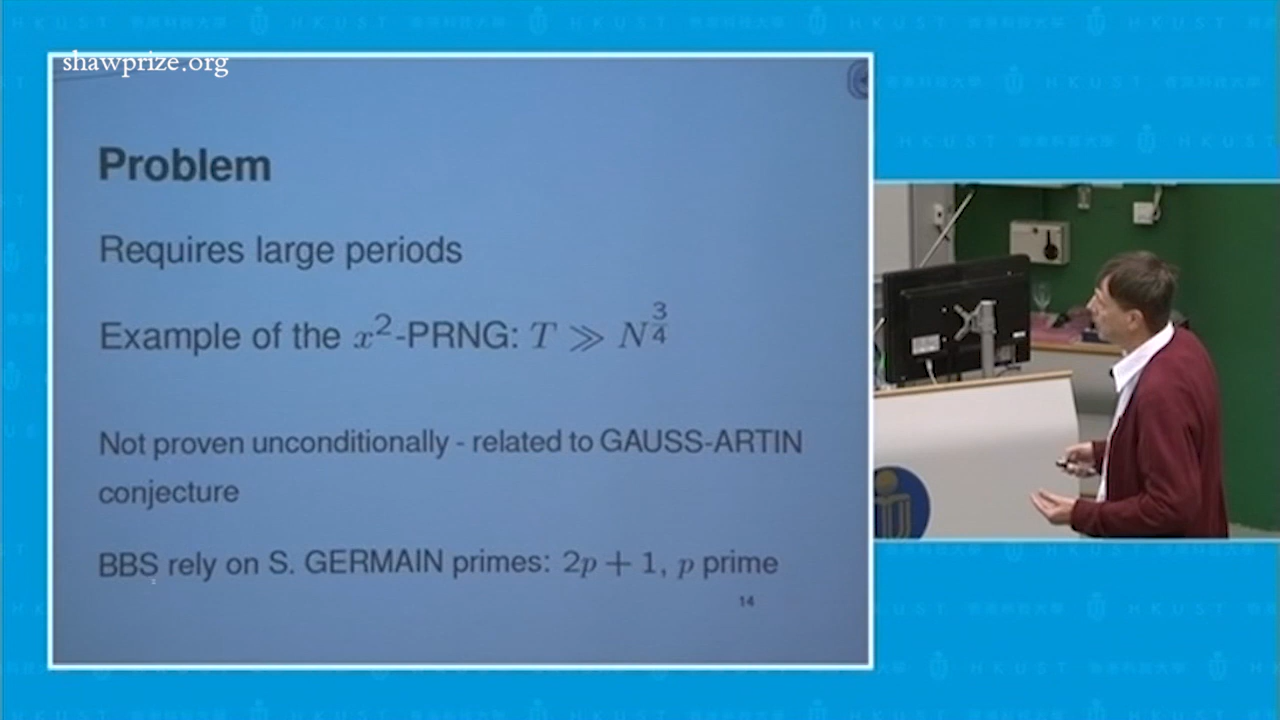 shawprize.org
Problem
Requires large periods
Example of the x²-PRNG: T ≫ N^{3/4}
Not proven unconditionally - related to GAUSS-ARTIN
conjecture
BBS rely on S. GERMAIN primes: 2p + 1, p prime
14
HKUST